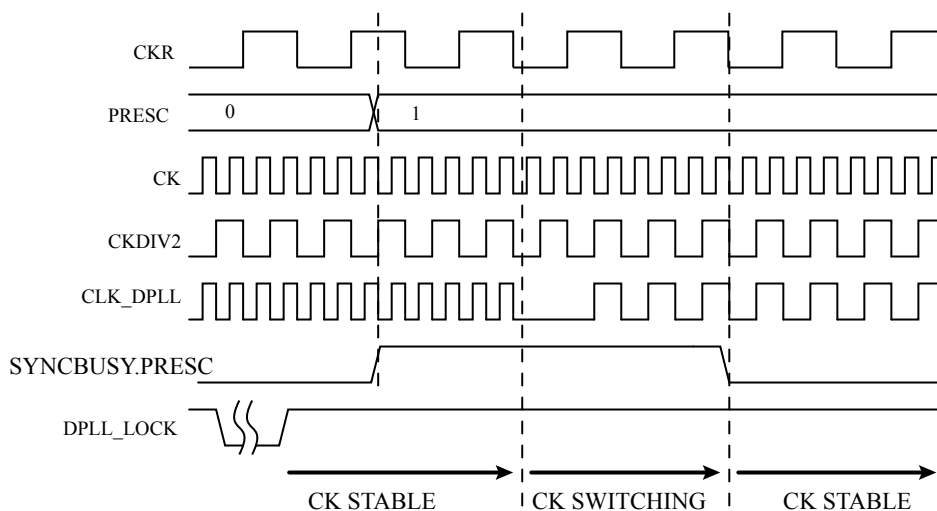 CKR
PRESC
0
1
CK
CKDIV2
CLK_DPLL
SYNCBUSY.PRESC
DPLL_LOCK
CK STABLE
CK SWITCHING
CK STABLE